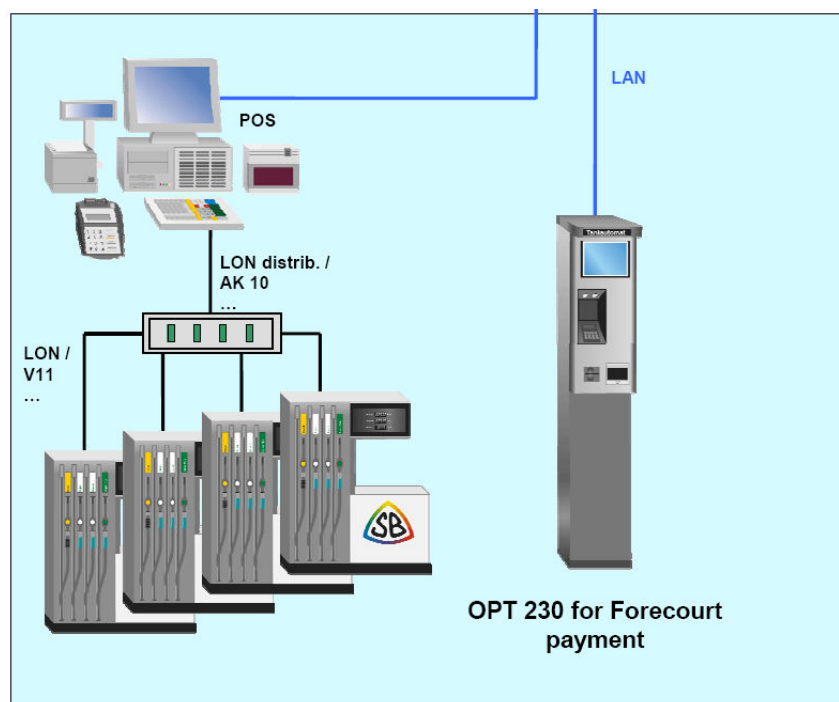 LAN
POS
LON distrib. /
AK 10
...
LON /
V11
...
Tankautomat
SB
OPT 230 for Forecourt
payment